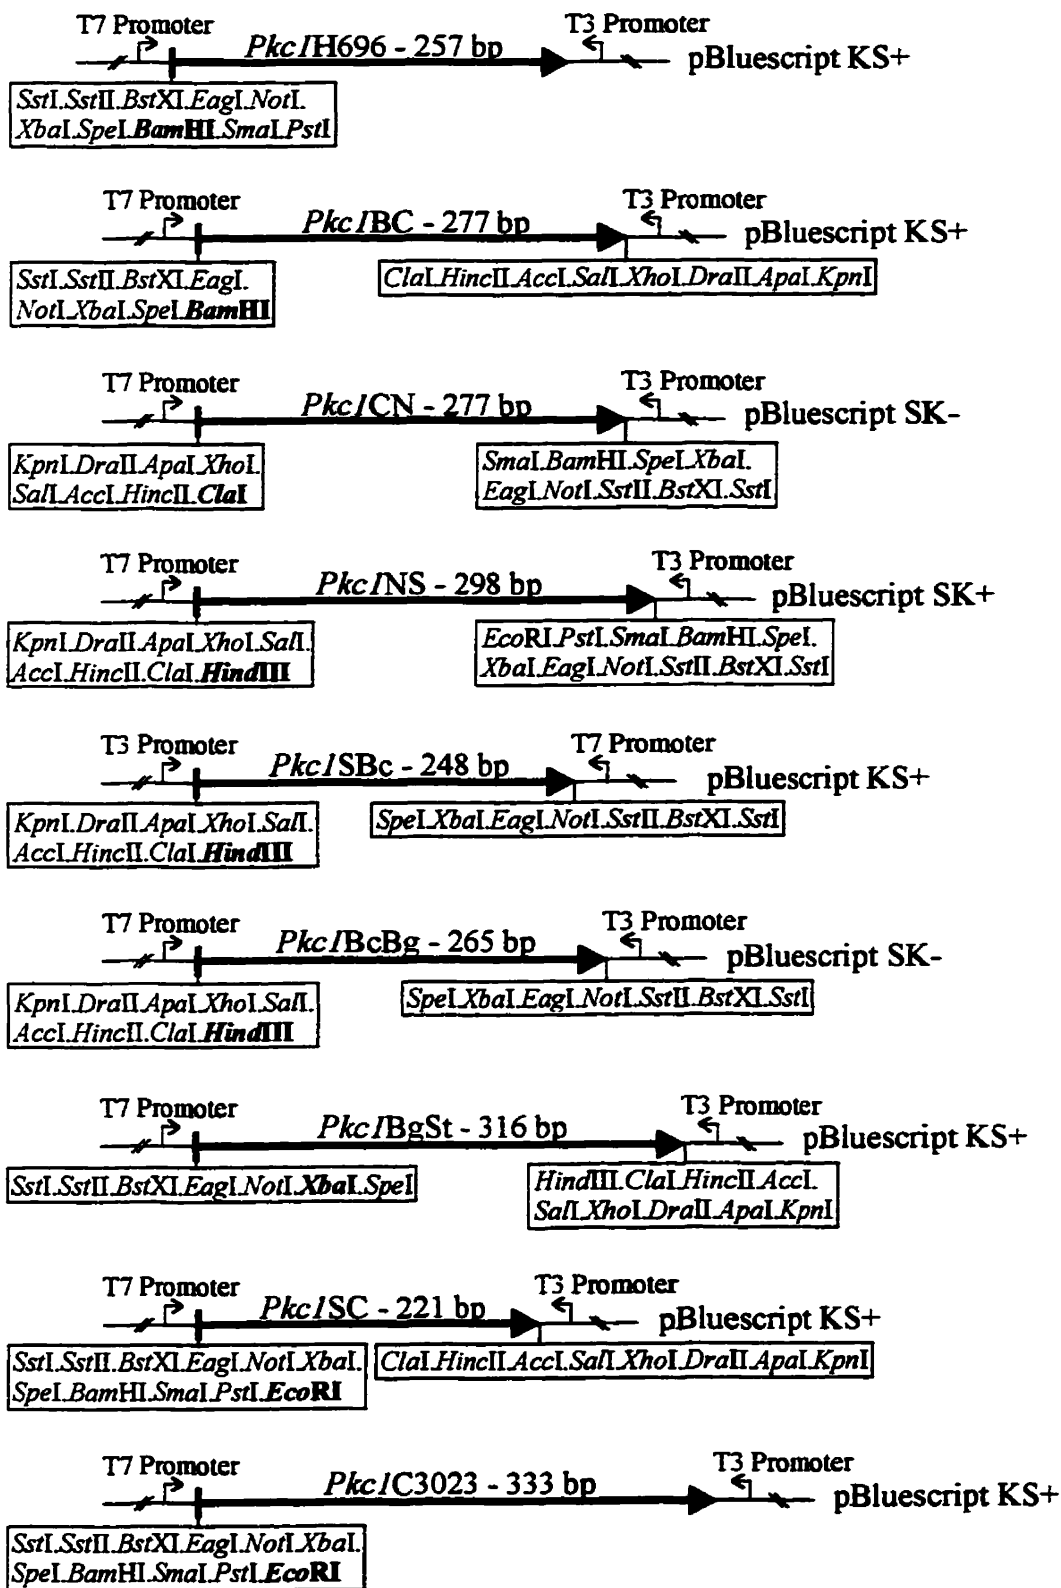 T7 Promoter Pkc1H696 - 257 bp T3 Promoter pBluescript KS+
SstI.SstII.BstXI.EagI.NotI.
XbaI.SpeI.BamHI.SmaI.PstI
T7 Promoter Pkc1BC - 277 bp T3 Promoter pBluescript KS+
SstI.SstII.BstXI.EagI.
NotI.XbaI.SpeI.BamHI
ClaI.HincII.AccI.SalI.XhoI.DraII.ApaI.KpnI
T7 Promoter Pkc1CN - 277 bp T3 Promoter pBluescript SK-
KpnI.DraII.ApaI.XhoI.
SalI.AccI.HincII.ClaI
SmaI.BamHI.SpeI.XbaI.
EagI.NotI.SstII.BstXI.SstI
T7 Promoter Pkc1NS - 298 bp T3 Promoter pBluescript SK+
KpnI.DraII.ApaI.XhoI.SalI.
AccI.HincII.ClaI.HindIII
EcoRI.PstI.SmaI.BamHI.SpeI.
XbaI.EagI.NotI.SstII.BstXI.SstI
T3 Promoter Pkc1SBc - 248 bp T7 Promoter pBluescript KS+
KpnI.DraII.ApaI.XhoI.SalI.
AccI.HincII.ClaI.HindIII
SpeI.XbaI.EagI.NotI.SstII.BstXI.SstI
T7 Promoter Pkc1BcBg - 265 bp T3 Promoter pBluescript SK-
KpnI.DraII.ApaI.XhoI.SalI.
AccI.HincII.ClaI.HindIII
SpeI.XbaI.EagI.NotI.SstII.BstXI.SstI
T7 Promoter Pkc1BgSt - 316 bp T3 Promoter pBluescript KS+
SstI.SstII.BstXI.EagI.NotI.XbaI.SpeI
HindIII.ClaI.HincII.AccI.
SalI.XhoI.DraII.ApaI.KpnI
T7 Promoter Pkc1SC - 221 bp T3 Promoter pBluescript KS+
SstI.SstII.BstXI.EagI.NotI.XbaI.
SpeI.BamHI.SmaI.PstI.EcoRI
ClaI.HincII.AccI.SalI.XhoI.DraII.ApaI.KpnI
T7 Promoter Pkc1C3023 - 333 bp T3 Promoter pBluescript KS+
SstI.SstII.BstXI.EagI.NotI.XbaI.
SpeI.BamHI.SmaI.PstI.EcoRI